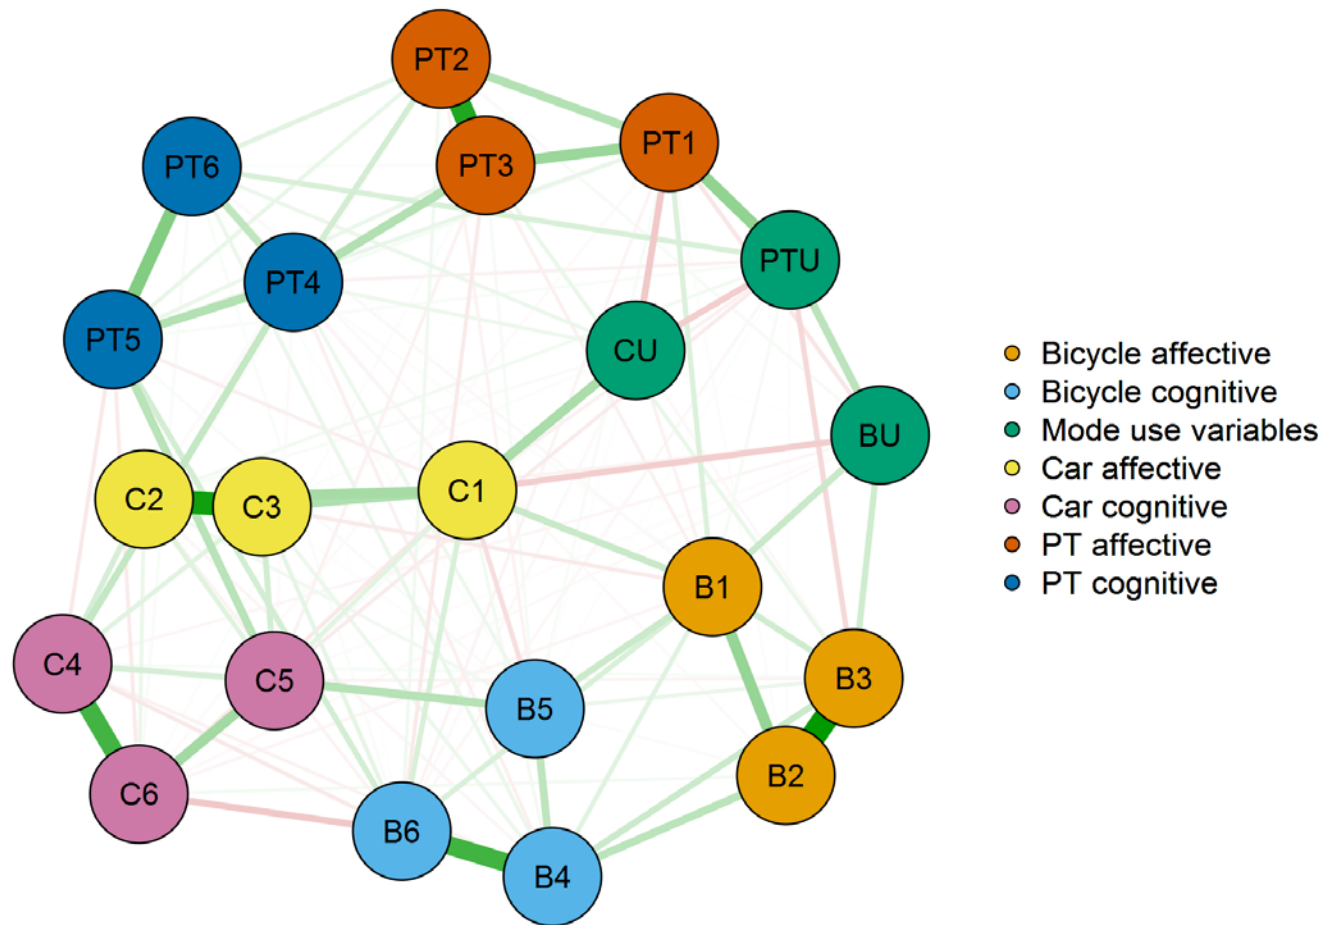 PT2
PT1
PT3
PT6
PTU
PT4
PT5
CU
BU
C1
C2
C3
B1
C4
C5
B3
B5
B2
C6
B6
B4
Bicycle affective
Bicycle cognitive
Mode use variables
Car affective
Car cognitive
PT affective
PT cognitive